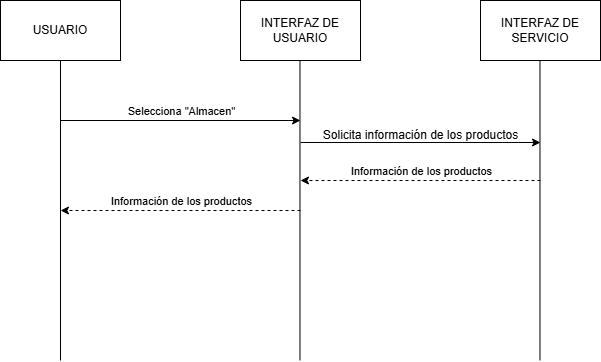 USUARIO
INTERFAZ DE
USUARIO
INTERFAZ DE
SERVICIO
Selecciona "Almacen"
Solicita información de los productos
Información de los productos
Información de los productos